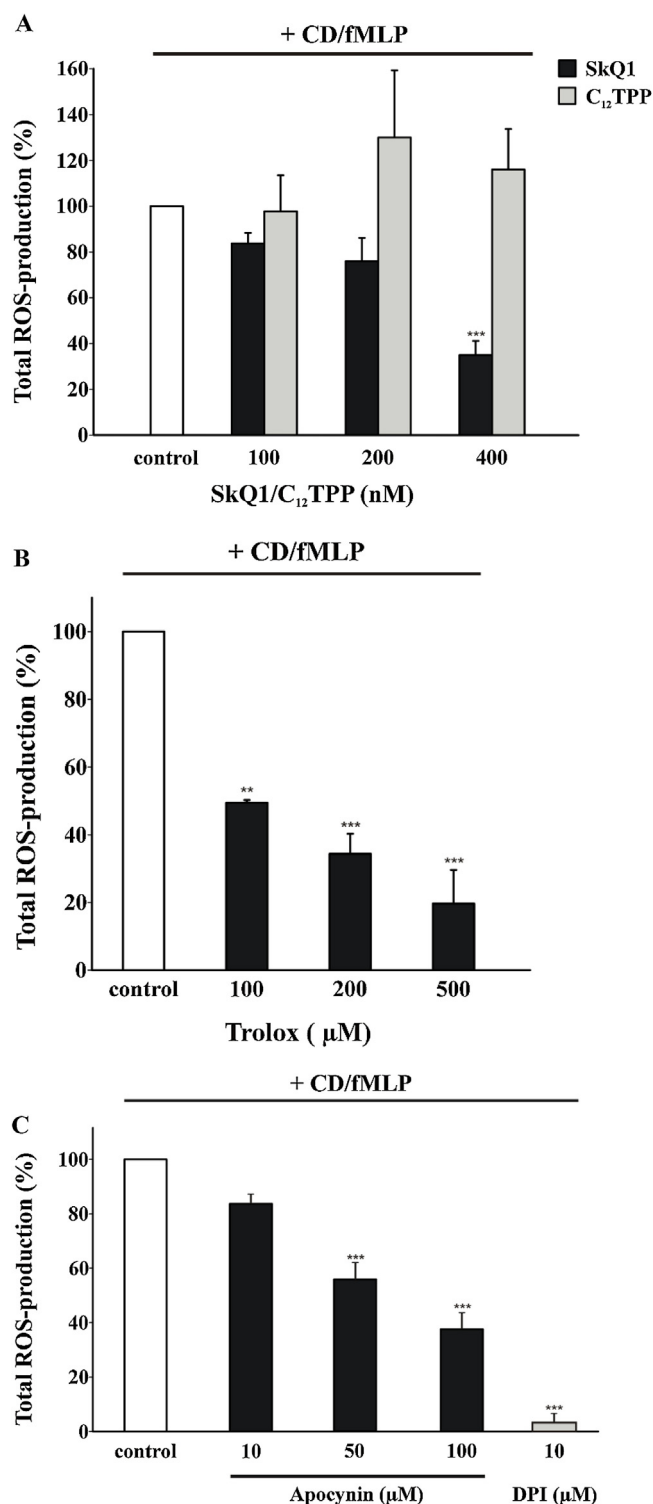 A
+ CD/fMLP
SkQ1
C₁₂TPP
Total ROS-production (%)
160
140
120
100
80
60
40
20
0
***
control 100 200 400
SkQ1/C₁₂TPP (nM)
B
+ CD/fMLP
Total ROS-production (%)
100
80
60
40
20
0
**
***
***
control 100 200 500
Trolox ( µM)
+ CD/fMLP
C
Total ROS-production (%)
100
80
60
40
20
0
***
***
***
control 10 50 100 10
Apocynin (µM) DPI (µM)